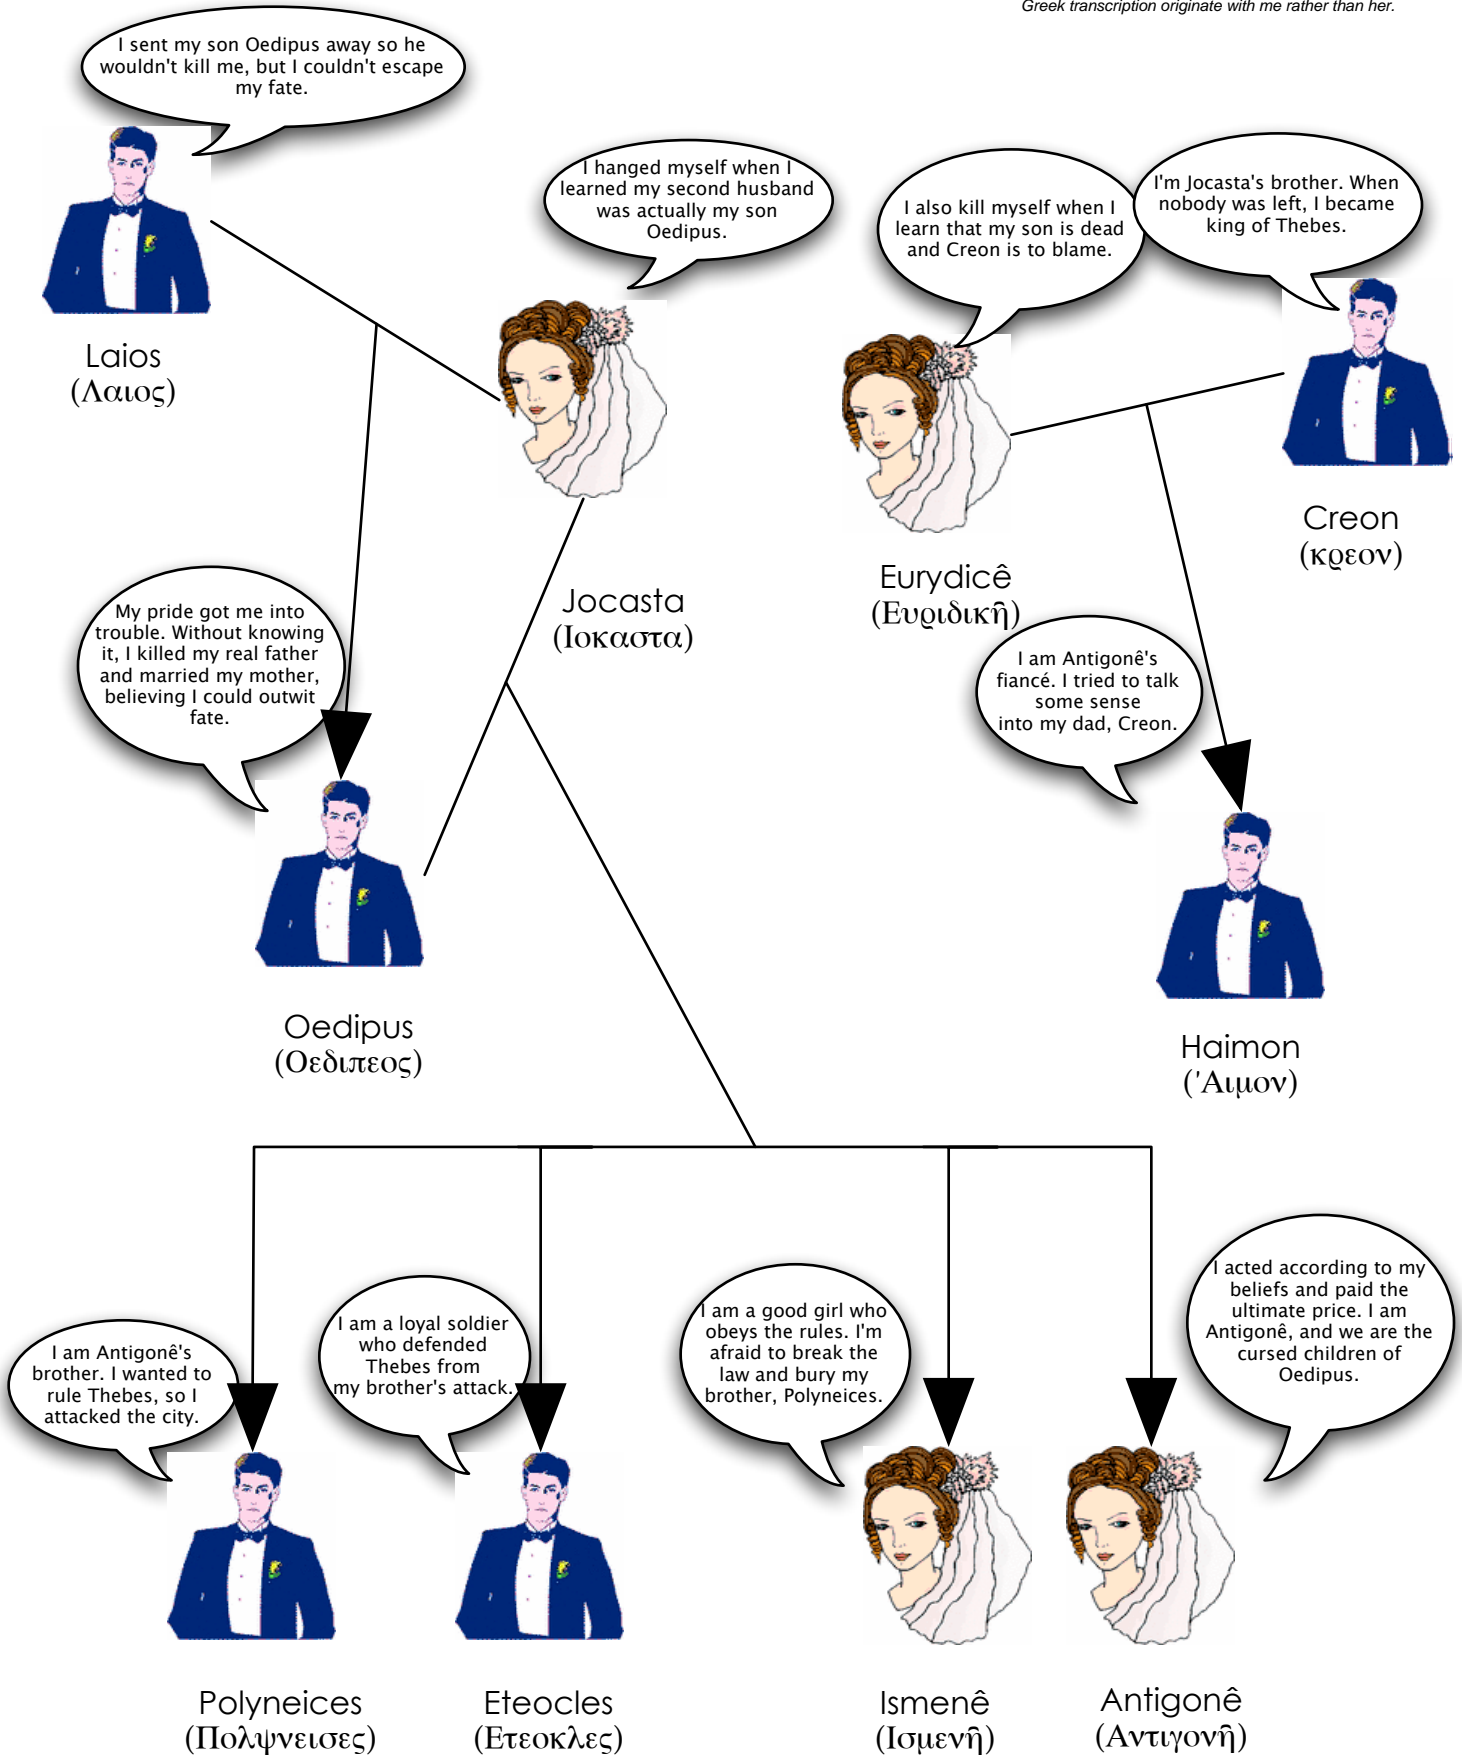 Greek transcription originate with me rather than her.
I sent my son Oedipus away so he
wouldn't kill me, but I couldn't escape
my fate.
I hanged myself when I
learned my second husband
was actually my son
Oedipus.
I also kill myself when I
learn that my son is dead
and Creon is to blame.
I'm Jocasta's brother. When
nobody was left, I became
king of Thebes.
Laios
(Λαιος)
Jocasta
(Ιοκαστα)
Eurydicê
(Ευριδικη̂)
Creon
(κρεον)
My pride got me into
trouble. Without knowing
it, I killed my real father
and married my mother,
believing I could outwit
fate.
I am Antigonê's
fiancé. I tried to talk
some sense
into my dad, Creon.
Oedipus
(Οεδιπεος)
Haimon
('Αιμον)
I am Antigonê's
brother. I wanted to
rule Thebes, so I
attacked the city.
I am a loyal soldier
who defended
Thebes from
my brother's attack.
I am a good girl who
obeys the rules. I'm
afraid to break the
law and bury my
brother, Polyneices.
I acted according to my
beliefs and paid the
ultimate price. I am
Antigonê, and we are the
cursed children of
Oedipus.
Polyneices
(Πολψνεισες)
Eteocles
(Ετεοκλες)
Ismenê
(Ισμενη̂)
Antigonê
(Αντιγονη̂)